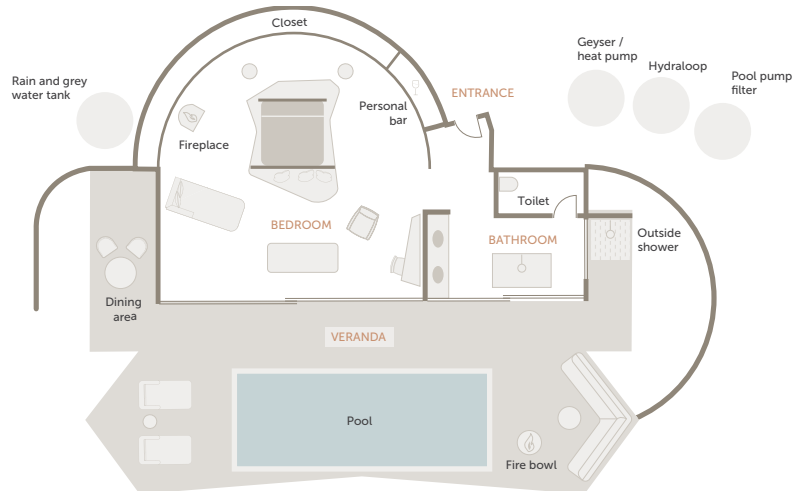 Closet
Geyser /
heat pump
Hydraloop
Pool pump
filter
Rain and grey
water tank
ENTRANCE
Personal
bar
Fireplace
Toilet
BEDROOM
BATHROOM
Outside
shower
Dining
area
VERANDA
Pool
Fire bowl